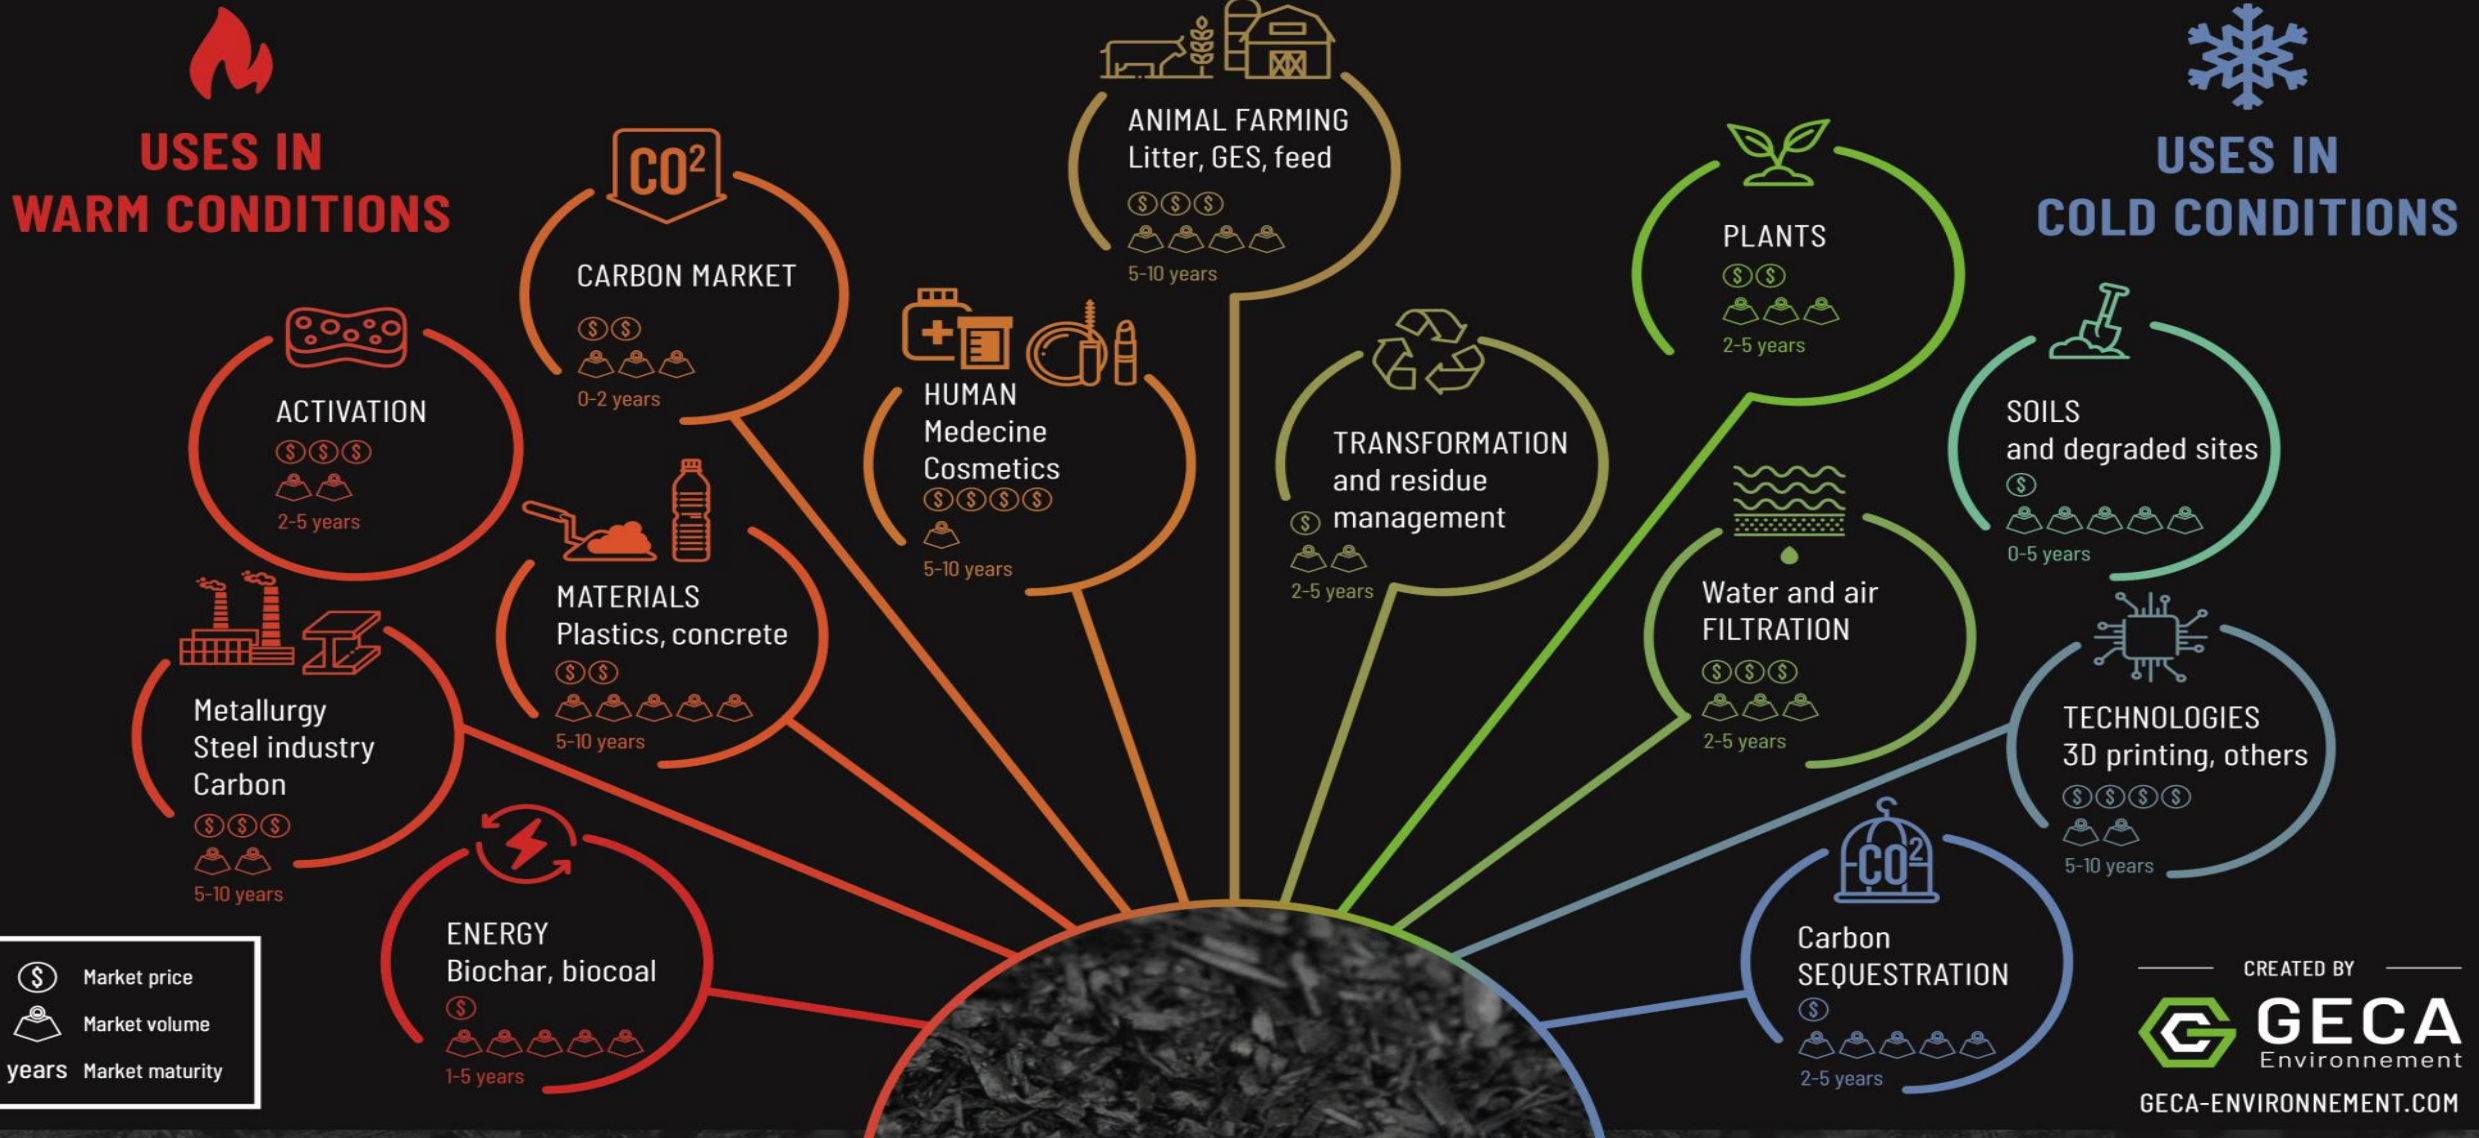 USES IN
WARM CONDITIONS
CO²
CARBON MARKET
0-2 years
ANIMAL FARMING
Litter, GES, feed
5-10 years
PLANTS
2-5 years
USES IN
COLD CONDITIONS
ACTIVATION
2-5 years
HUMAN
Medecine
Cosmetics
5-10 years
TRANSFORMATION
and residue
management
2-5 years
SOILS
and degraded sites
0-5 years
MATERIALS
Plastics, concrete
5-10 years
Water and air
FILTRATION
2-5 years
Metallurgy
Steel industry
Carbon
5-10 years
TECHNOLOGIES
3D printing, others
5-10 years
ENERGY
Biochar, biocoal
1-5 years
CO²
Carbon
SEQUESTRATION
2-5 years
$ Market price
Market volume
years Market maturity
CREATED BY
GECA
Environnement
GECA-ENVIRONNEMENT.COM